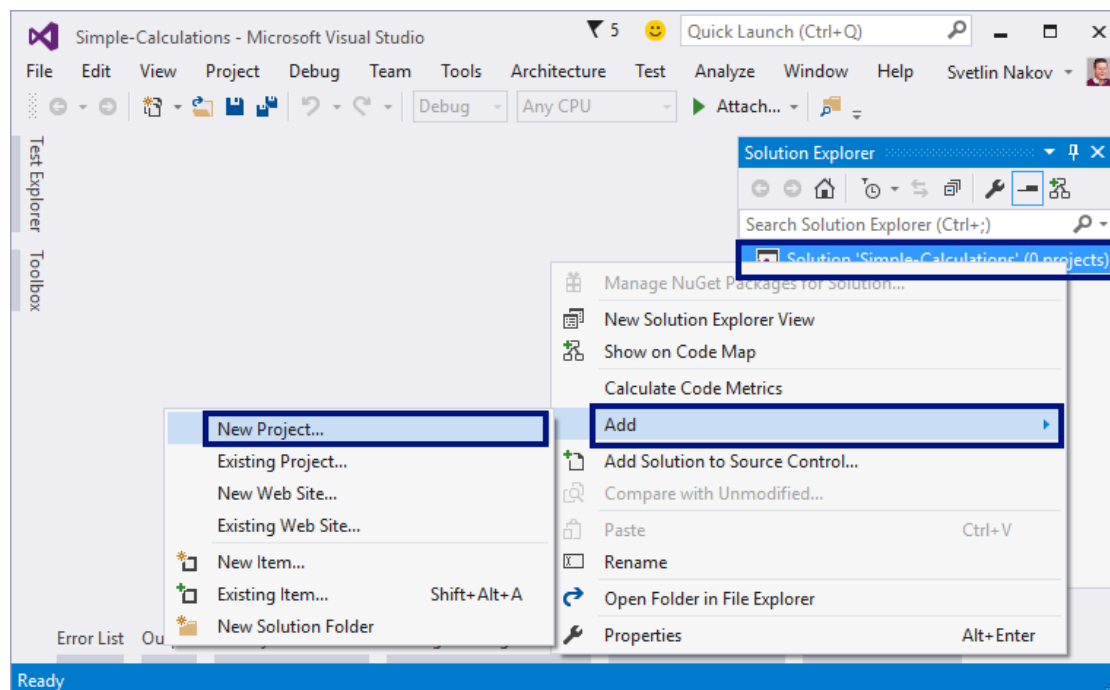 Simple-Calculations - Microsoft Visual Studio
5
Quick Launch (Ctrl+Q)
File Edit View Project Debug Team Tools Architecture Test Analyze Window Help Svetlin Nakov
Debug Any CPU Attach...
Test Explorer
Toolbox
Solution Explorer
Search Solution Explorer (Ctrl+;)
Solution 'Simple-Calculations' (0 projects)
Manage NuGet Packages for Solution...
New Solution Explorer View
Show on Code Map
Calculate Code Metrics
Add
Add Solution to Source Control...
Compare with Unmodified...
Paste Ctrl+V
Rename
Open Folder in File Explorer
Properties Alt+Enter
New Project...
Existing Project...
New Web Site...
Existing Web Site...
New Item...
Existing Item... Shift+Alt+A
New Solution Folder
Error List
Ready